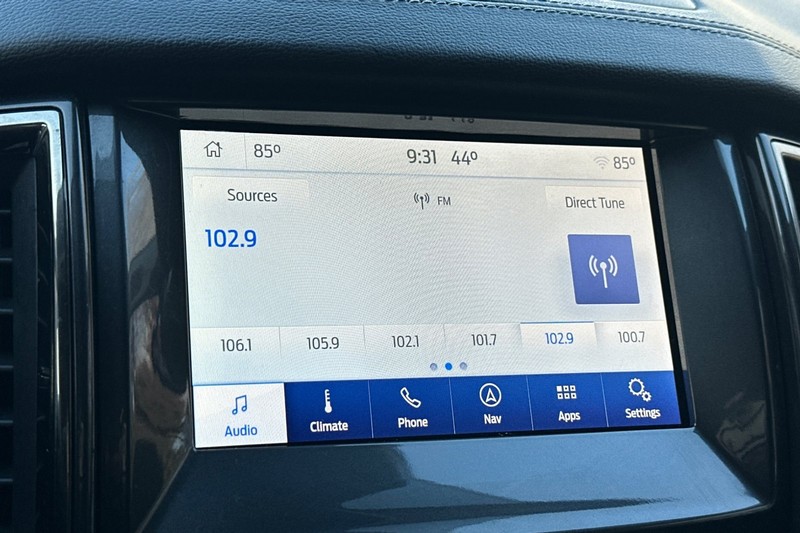 85° 9:31 44° 85°
Sources FM Direct Tune
102.9
106.1 105.9 102.1 101.7 102.9 100.7
Audio Climate Phone Nav Apps Settings